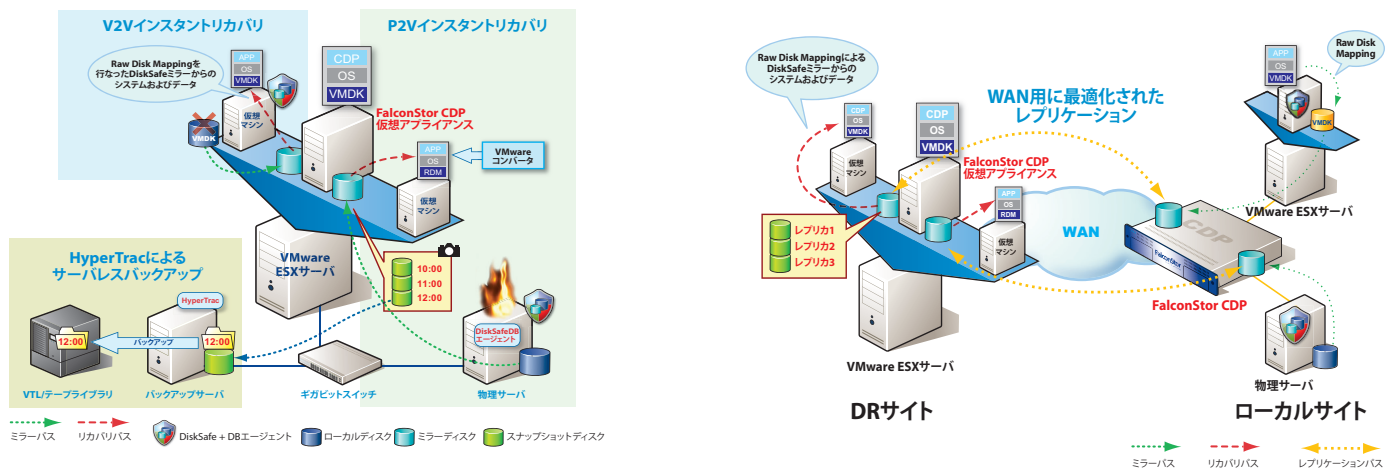 V2Vインスタントリカバリ
P2Vインスタントリカバリ
Raw Disk Mappingを
行なったDiskSafeミラーからの
システムおよびデータ
APP
OS
VMDK
CDP
OS
VMDK
仮想
マシン
VMDK
FalconStor CDP
仮想アプライアンス
APP
OS
RDM
VMware
コンバータ
仮想
マシン
HyperTracによる
サーバレスバックアップ
VMware
ESXサーバ
10:00
11:00
12:00
HyperTrac
12:00
バックアップ
12:00
DiskSafeDB
エージェント
VTL/テープライブラリ
バックアップサーバ
ギガビットスイッチ
物理サーバ
ミラーパス
リカバリパス
DiskSafe + DBエージェント
ローカルディスク
ミラーディスク
スナップショットディスク
Raw Disk Mappingによる
DiskSafeミラーからの
システムおよびデータ
CDP
OS
VMDK
CDP
OS
VMDK
WAN用に最適化された
レプリケーション
APP
OS
VMDK
Raw Disk
Mapping
VMDK
仮想
マシン
FalconStor CDP
仮想アプライアンス
APP
OS
RDM
仮想
マシン
レプリカ1
レプリカ2
レプリカ3
WAN
VMware ESXサーバ
CDP
FalconStor
FalconStor CDP
VMware ESXサーバ
物理サーバ
DRサイト
ローカルサイト
ミラーパス
リカバリパス
レプリケーションパス